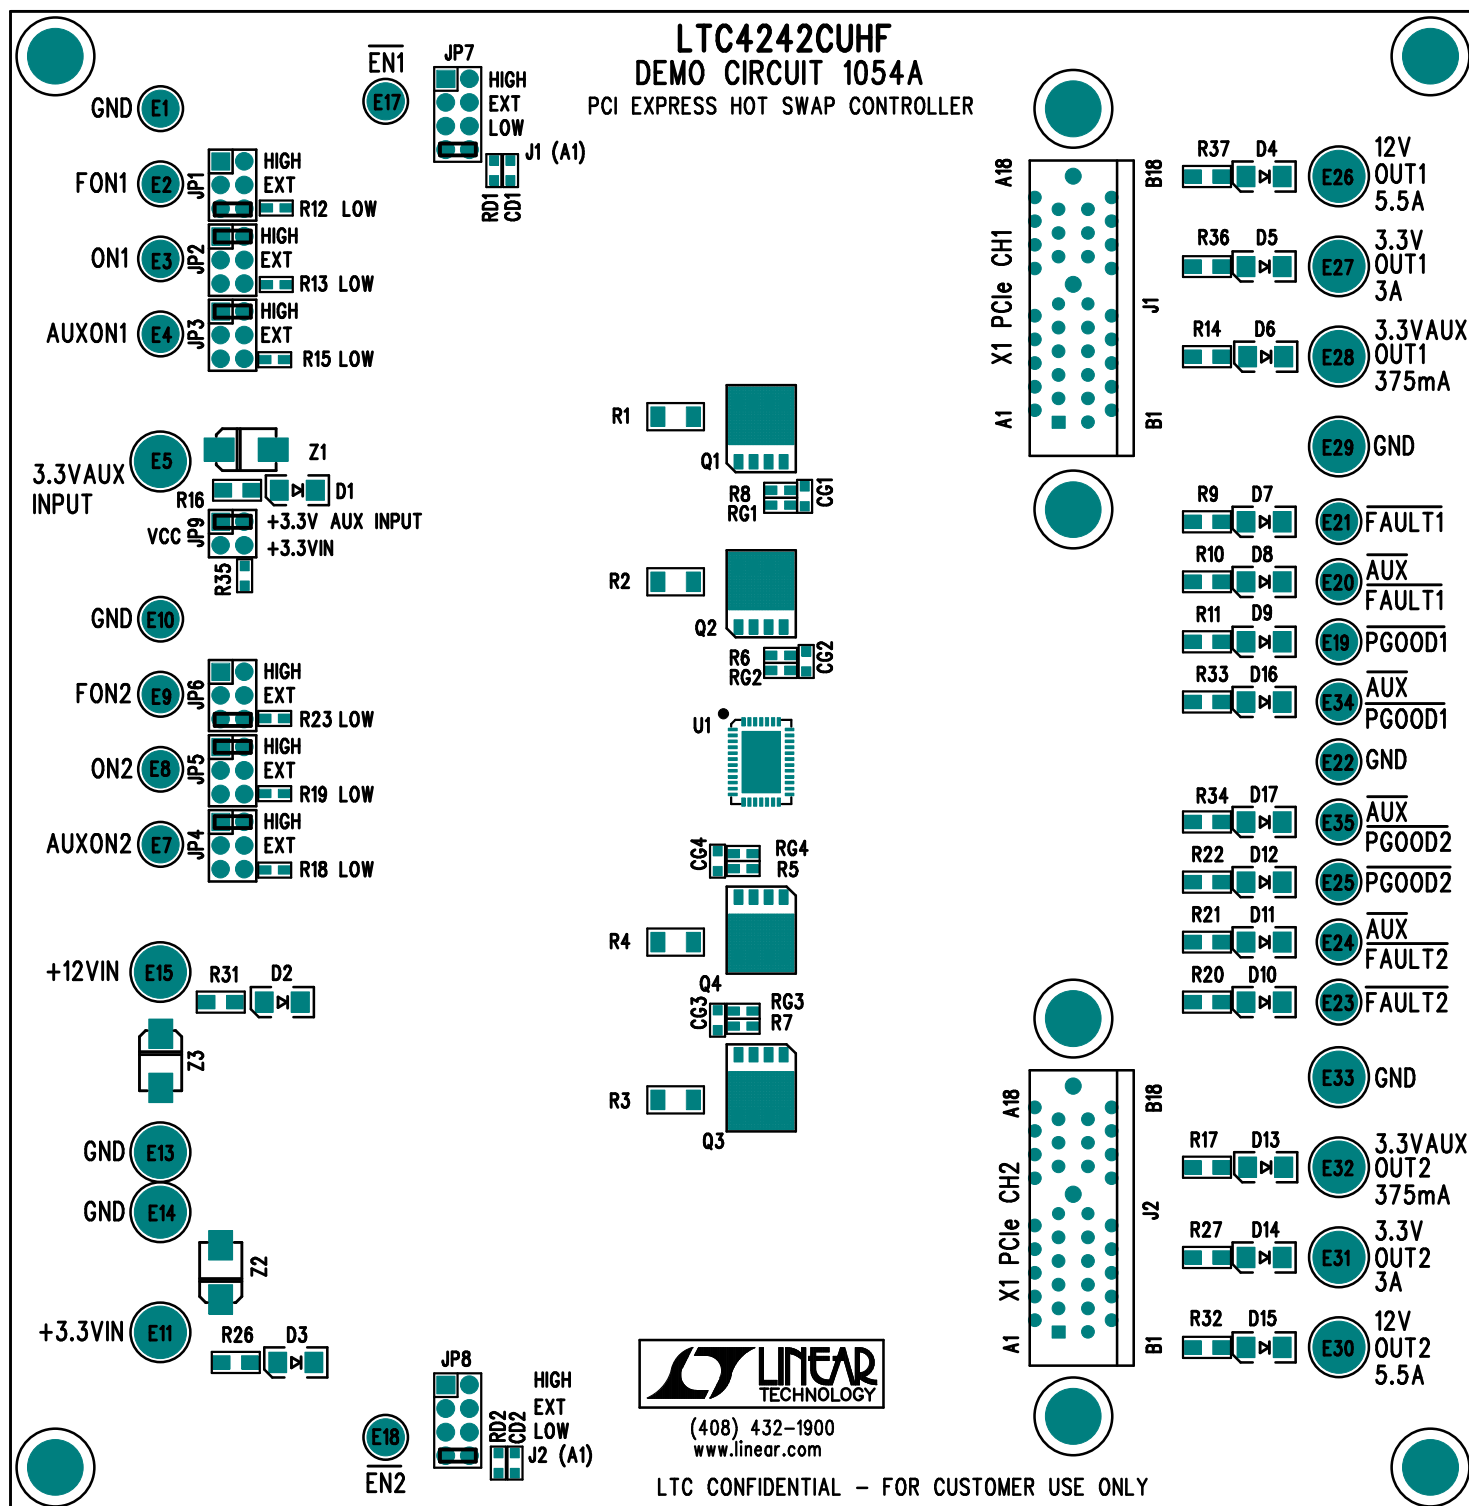 LTC4242CUHF
DEMO CIRCUIT 1054A
PCI EXPRESS HOT SWAP CONTROLLER
EN1
E17
JP7
HIGH
EXT
LOW
J1 (A1)
RD1
CD1
GND E1
FON1 E2
JP1
HIGH
EXT
R12 LOW
ON1 E3
JP2
HIGH
EXT
R13 LOW
AUXON1 E4
JP3
HIGH
EXT
R15 LOW
3.3VAUX
INPUT
E5
Z1
R16
D1
VCC
JP9
+3.3V AUX INPUT
+3.3VIN
R35
GND E10
FON2 E9
JP6
HIGH
EXT
R23 LOW
ON2 E8
JP5
HIGH
EXT
R19 LOW
AUXON2 E7
JP4
HIGH
EXT
R18 LOW
+12VIN E15
R31
D2
Z3
GND E13
GND E14
Z2
+3.3VIN E11
R26
D3
R1
Q1
R8
RG1
CG1
R2
Q2
R6
RG2
CG2
U1
CG4
RG4
R5
R4
Q4
CG3
RG3
R7
R3
Q3
A18
B18
X1 PCIe CH1
J1
A1
B1
A18
B18
X1 PCIe CH2
J2
A1
B1
R37 D4
E26
12V
OUT1
5.5A
R36 D5
E27
3.3V
OUT1
3A
R14 D6
E28
3.3VAUX
OUT1
375mA
E29 GND
R9 D7
E21 FAULT1
R10 D8
E20
AUX
FAULT1
R11 D9
E19 PGOOD1
R33 D16
E34
AUX
PGOOD1
E22 GND
R34 D17
E35
AUX
PGOOD2
R22 D12
E25 PGOOD2
R21 D11
E24
AUX
FAULT2
R20 D10
E23 FAULT2
E33 GND
R17 D13
E32
3.3VAUX
OUT2
375mA
R27 D14
E31
3.3V
OUT2
3A
R32 D15
E30
12V
OUT2
5.5A
JP8
HIGH
EXT
LOW
J2 (A1)
RD2
CD2
E18
EN2
LINEAR
TECHNOLOGY
(408) 432-1900
www.linear.com
LTC CONFIDENTIAL – FOR CUSTOMER USE ONLY